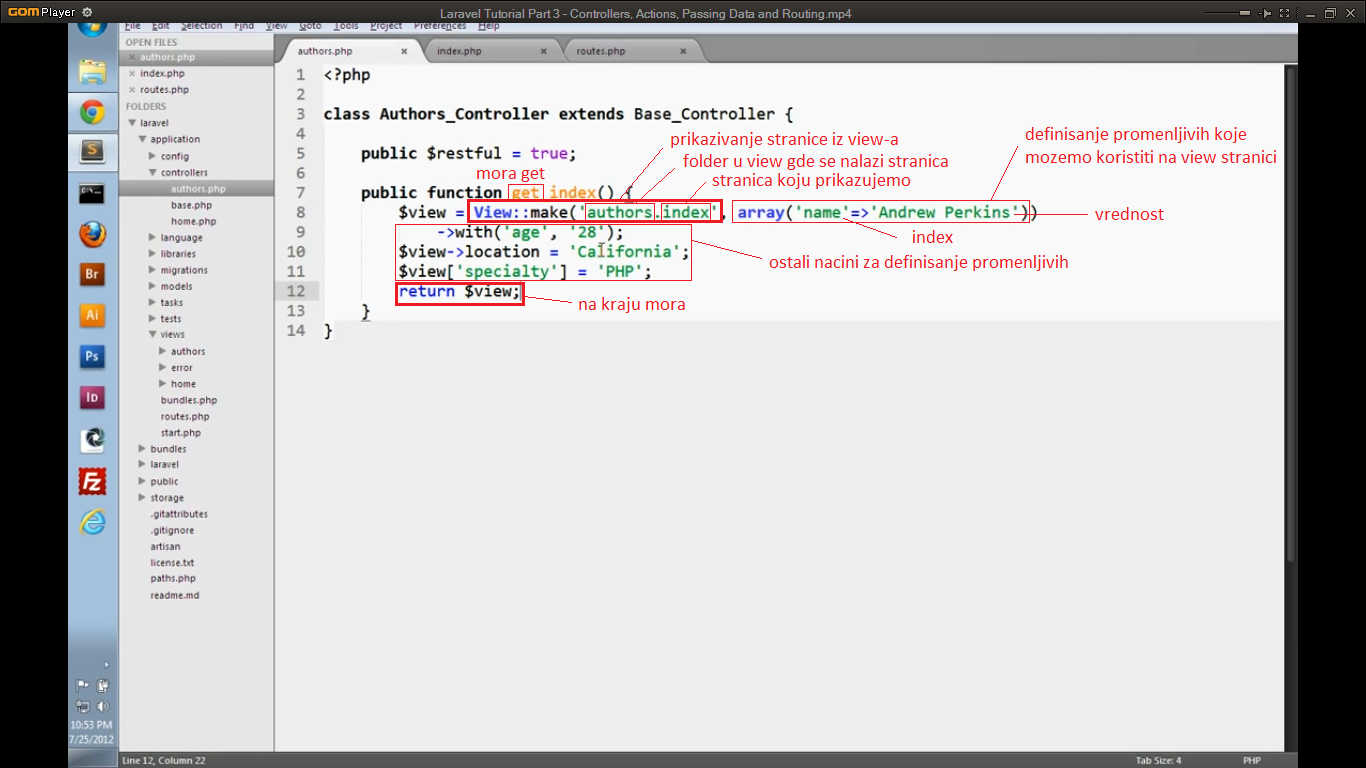 GOM Player
Laravel Tutorial Part 3 - Controllers, Actions, Passing Data and Routing.mp4
File Edit Selection Find View Goto Tools Project Preferences Help
OPEN FILES
authors.php
index.php
routes.php
FOLDERS
laravel
application
config
controllers
authors.php
base.php
home.php
language
libraries
migrations
models
tasks
tests
views
authors
error
home
bundles.php
routes.php
start.php
bundles
laravel
public
storage
.gitattributes
.gitignore
artisan
license.txt
paths.php
readme.md
authors.php index.php routes.php
1 <?php
2
3 class Authors_Controller extends Base_Controller {
4
prikazivanje stranice iz view-a
definisanje promenljivih koje
mozemo koristiti na view stranici
5 public $restful = true;
folder u view gde se nalazi stranica
6
mora get
stranica koju prikazujemo
7 public function get_index() {
8 $view = View::make('authors.index', array('name'=>'Andrew Perkins'))
vrednost
9 ->with('age', '28');
index
10 $view->location = 'California';
ostali nacini za definisanje promenljivih
11 $view['specialty'] = 'PHP';
12 return $view;
na kraju mora
13 }
14 }
Br
Ai
Ps
Id
Fz
10:53 PM
7/25/2012
Line 12, Column 22
Tab Size: 4
PHP